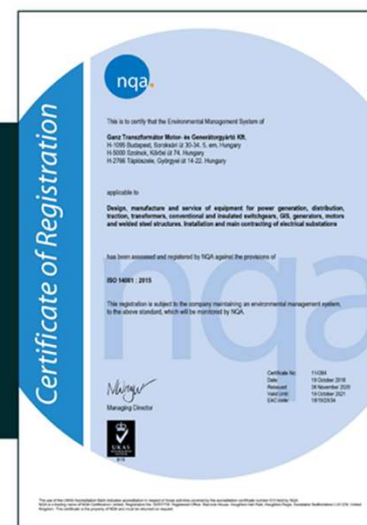 Certificate of Registration
nqa.
This is to certify that the Environmental Management System of
Ganz Transzformátor Motor- és Generátorgyártó Kft.
H-1095 Budapest, Soroksári út 30-34. 5. em. Hungary
H-5000 Szolnok, Kőrösi út 74. Hungary
H-2766 Tápiószele, Györgyei út 14-22. Hungary
applicable to
Design, manufacture and service of equipment for power generation, distribution,
traction, transformers, conventional and insulated switchgears, GIS, generators, motors
and welded steel structures. Installation and main contracting of electrical substations
has been assessed and registered by NQA against the provisions of
ISO 14001 : 2015
This registration is subject to the company maintaining an environmental management system,
to the above standard, which will be monitored by NQA.
nqa
Managing Director
Certificate No:
Date: 19 October 2018
Reissued: 28 November 2020
Valid Until: 19 October 2021
EAC Code:
UKAS